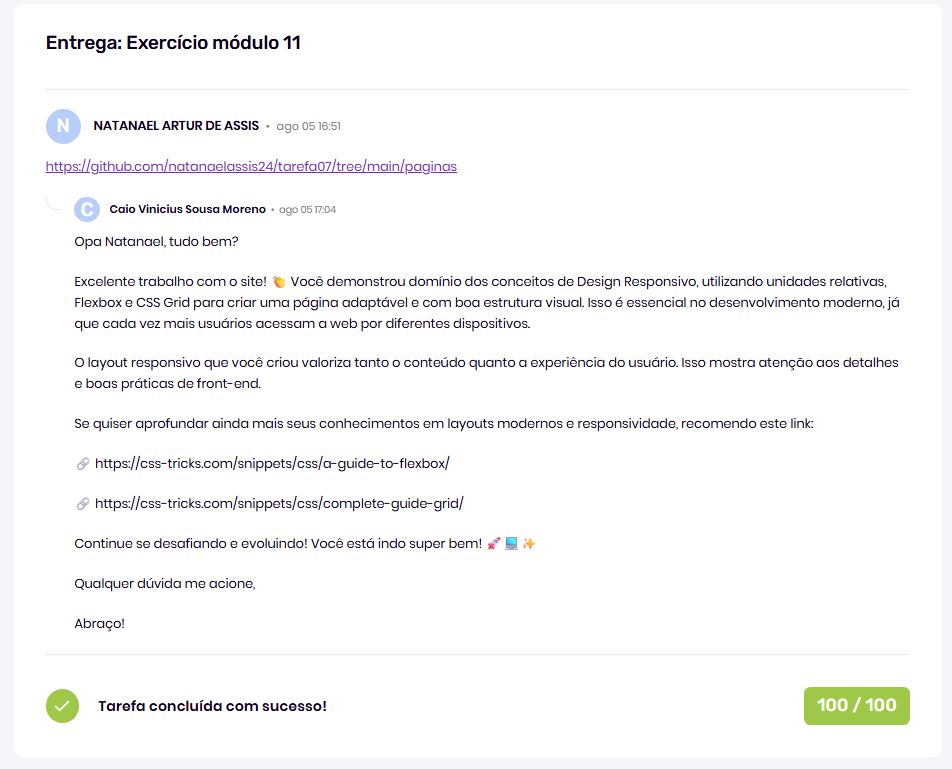 Entrega: Exercício módulo 11
N
NATANAEL ARTUR DE ASSIS • ago 05 16:51
https://github.com/natanaelassis24/tarefa07/tree/main/paginas
C
Caio Vinicius Sousa Moreno • ago 05 17:04
Opa Natanael, tudo bem?
Excelente trabalho com o site! 👏 Você demonstrou domínio dos conceitos de Design Responsivo, utilizando unidades relativas,
Flexbox e CSS Grid para criar uma página adaptável e com boa estrutura visual. Isso é essencial no desenvolvimento moderno, já
que cada vez mais usuários acessam a web por diferentes dispositivos.
O layout responsivo que você criou valoriza tanto o conteúdo quanto a experiência do usuário. Isso mostra atenção aos detalhes
e boas práticas de front-end.
Se quiser aprofundar ainda mais seus conhecimentos em layouts modernos e responsividade, recomendo este link:
🔗 https://css-tricks.com/snippets/css/a-guide-to-flexbox/
🔗 https://css-tricks.com/snippets/css/complete-guide-grid/
Continue se desafiando e evoluindo! Você está indo super bem! 🚀 💻 ✨
Qualquer dúvida me acione,
Abraço!
Tarefa concluída com sucesso!
100 / 100